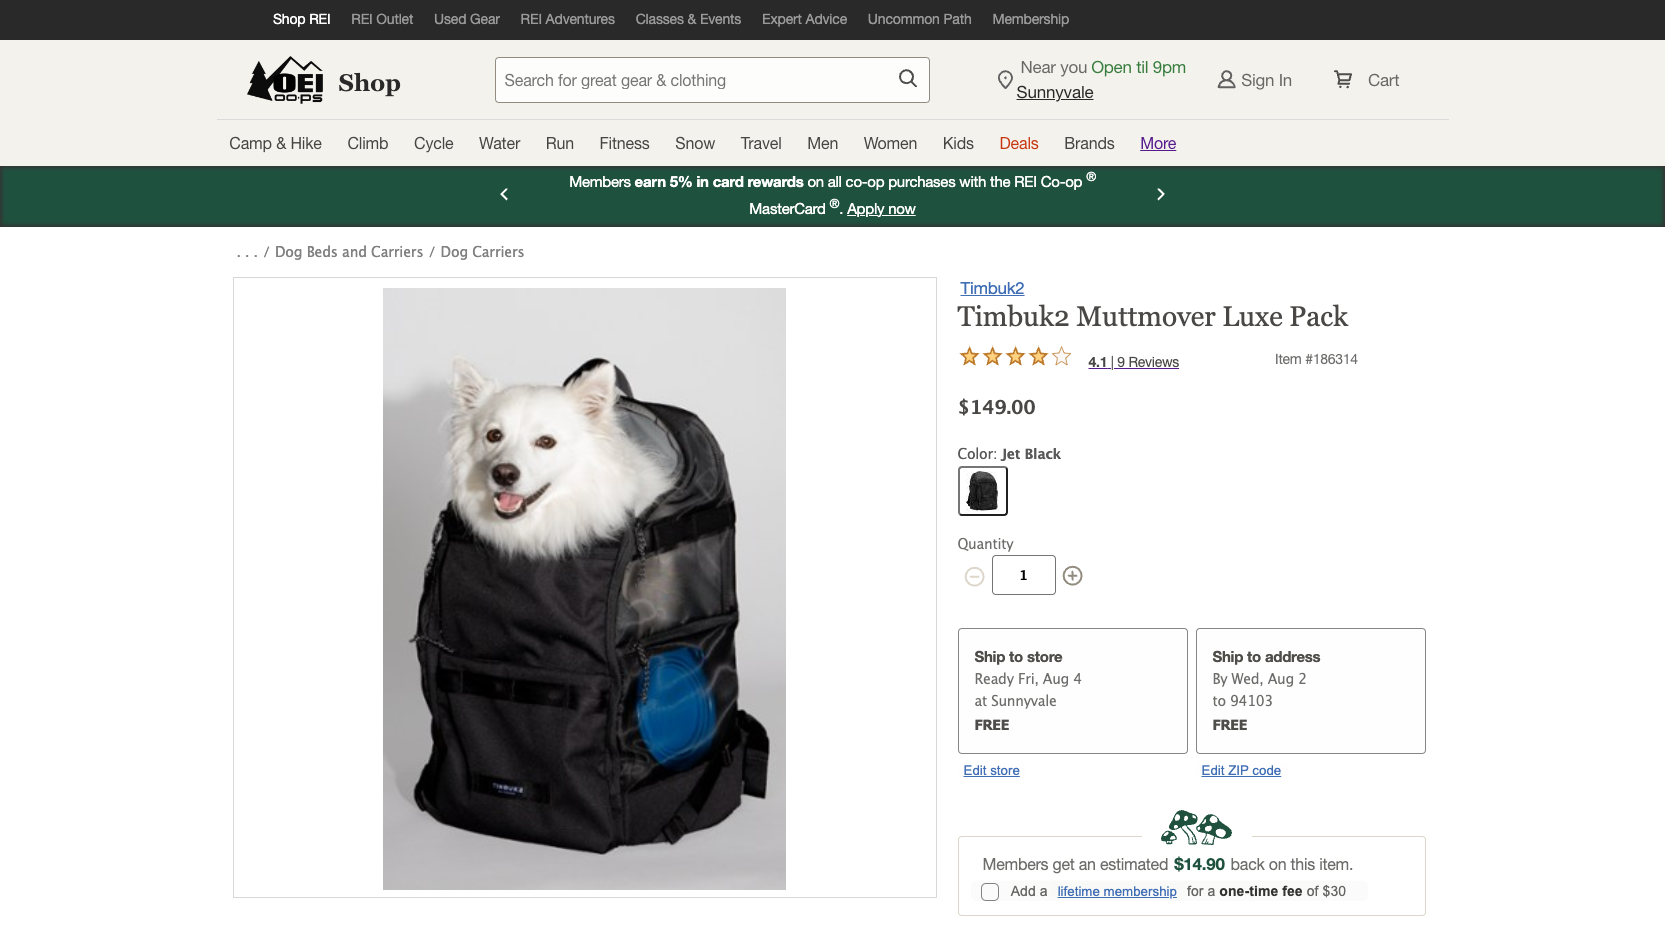 Shop REI REI Outlet Used Gear REI Adventures Classes & Events Expert Advice Uncommon Path Membership
OEI
OO·PS
Shop
Search for great gear & clothing
Near you Open til 9pm
Sunnyvale
Sign In
Cart
Camp & Hike Climb Cycle Water Run Fitness Snow Travel Men Women Kids Deals Brands More
Members earn 5% in card rewards on all co-op purchases with the REI Co-op ®
MasterCard ®. Apply now
. . . / Dog Beds and Carriers / Dog Carriers
TIMBUK2
Timbuk2
Timbuk2 Muttmover Luxe Pack
4.1 | 9 Reviews
Item #186314
$149.00
Color: Jet Black
Quantity
1
Ship to store
Ready Fri, Aug 4
at Sunnyvale
FREE
Edit store
Ship to address
By Wed, Aug 2
to 94103
FREE
Edit ZIP code
Members get an estimated $14.90 back on this item.
Add a lifetime membership for a one-time fee of $30